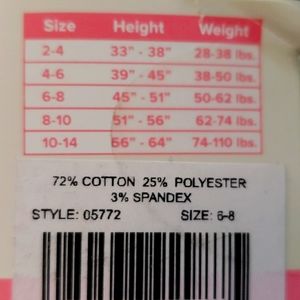 Size Height Weight
2-4 33" - 38" 28-38 lbs.
4-6 39" - 45" 38-50 lbs.
6-8 45" - 51" 50-62 lbs.
8-10 51" - 56" 62-74 lbs.
10-14 56" - 64" 74-110 lbs.
72% COTTON 25% POLYESTER
3% SPANDEX
STYLE: 05772 SIZE: 6-8